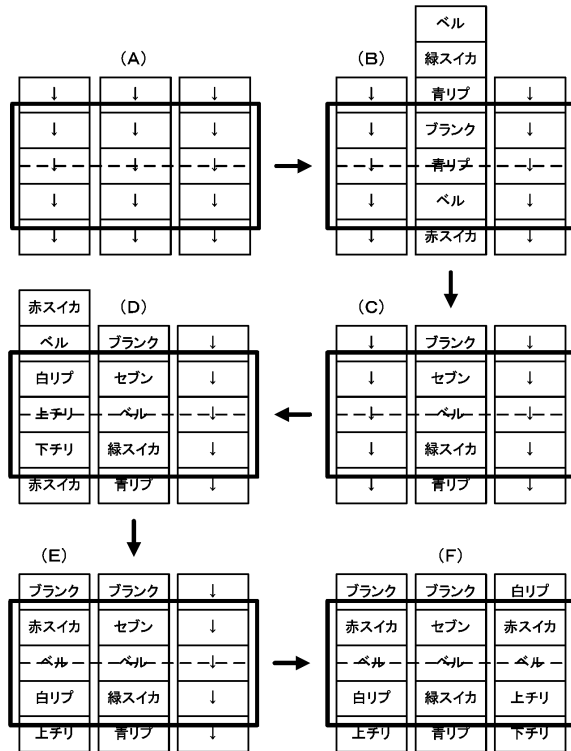 (A)
↓ ↓ ↓
↓ ↓ ↓
↓ ↓ ↓
↓ ↓ ↓
↓ ↓ ↓
(B)
ベル
緑スイカ
↓ 青リプ ↓
↓ ブランク ↓
↓ 青リプ ↓
↓ ベル ↓
↓ 赤スイカ ↓
(C)
↓ ブランク ↓
↓ セブン ↓
↓ ベル ↓
↓ 緑スイカ ↓
↓ 青リプ ↓
(D)
赤スイカ
ベル ブランク ↓
白リプ セブン ↓
上チリ ベル ↓
下チリ 緑スイカ ↓
赤スイカ 青リプ ↓
(E)
ブランク ブランク ↓
赤スイカ セブン ↓
ベル ベル ↓
白リプ 緑スイカ ↓
上チリ 青リプ ↓
(F)
ブランク ブランク 白リプ
赤スイカ セブン 赤スイカ
ベル ベル ベル
白リプ 緑スイカ 上チリ
上チリ 青リプ 下チリ